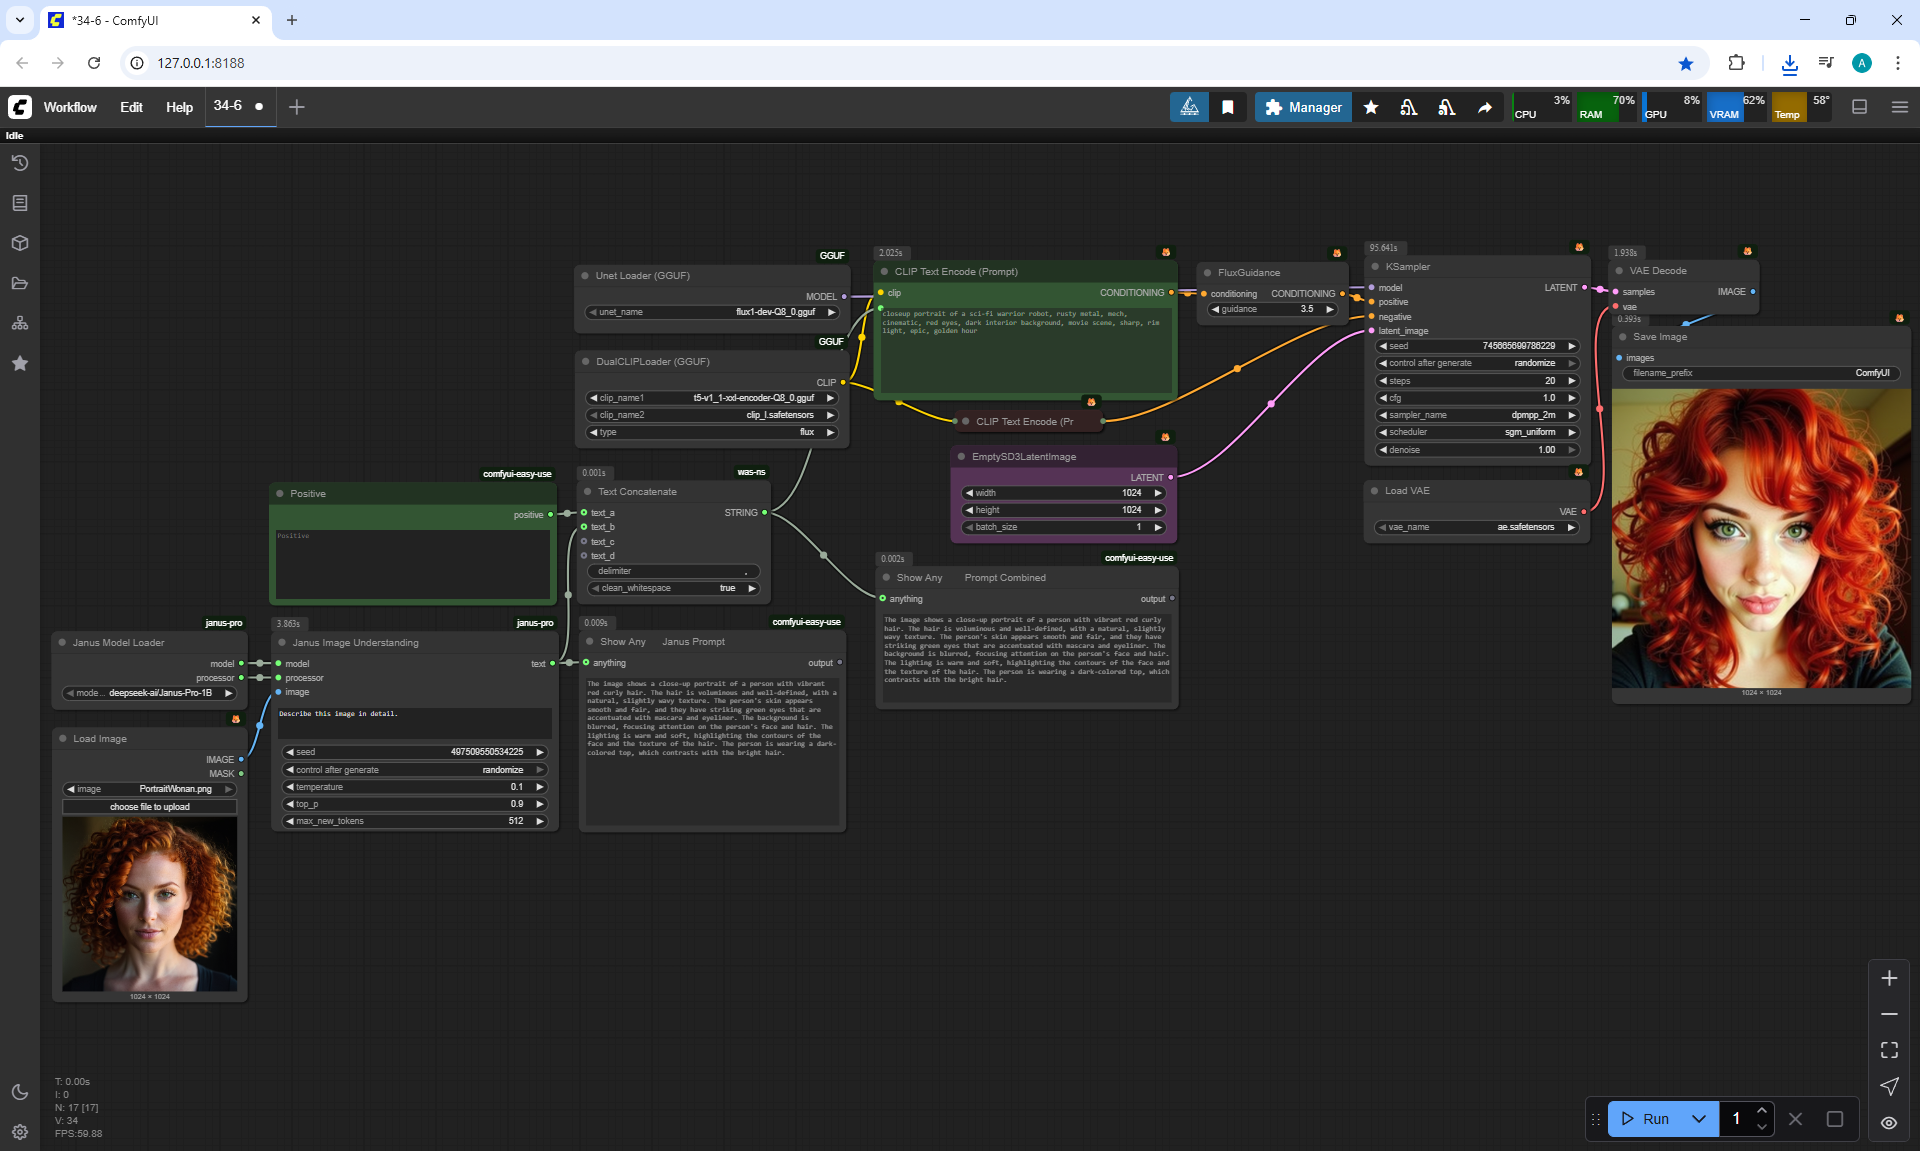 *34-6 - ComfyUI
127.0.0.1:8188
A
Workflow
Edit
Help
34-6
Manager
CPU
3%
RAM
70%
GPU
8%
VRAM
62%
Temp
58°
Idle
GGUF
Unet Loader (GGUF)
MODEL
unet_name
flux1-dev-Q8_0.gguf
GGUF
DualCLIPLoader (GGUF)
CLIP
clip_name1
t5-v1_1-xxl-encoder-Q8_0.gguf
clip_name2
clip_l.safetensors
type
flux
2.025s
CLIP Text Encode (Prompt)
clip
CONDITIONING
closeup portrait of a sci-fi warrior robot, rusty metal, mech,
cinematic, red eyes, dark interior background, movie scene, sharp, rim
light, epic, golden hour
CLIP Text Encode (Pr
EmptySD3LatentImage
LATENT
width
1024
height
1024
batch_size
1
FluxGuidance
conditioning
CONDITIONING
guidance
3.5
95.641s
KSampler
model
LATENT
positive
negative
latent_image
seed
745665699786229
control after generate
randomize
steps
20
cfg
1.0
sampler_name
dpmpp_2m
scheduler
sgm_uniform
denoise
1.00
Load VAE
VAE
vae_name
ae.safetensors
1.938s
VAE Decode
samples
IMAGE
vae
0.393s
Save Image
images
filename_prefix
ComfyUI
1024 × 1024
comfyui-easy-use
Positive
positive
Positive
0.001s
was-ns
Text Concatenate
text_a
STRING
text_b
text_c
text_d
delimiter
.
clean_whitespace
true
janus-pro
Janus Model Loader
model
processor
mode...
deepseek-ai/Janus-Pro-1B
Load Image
IMAGE
MASK
image
PortraitWonan.png
choose file to upload
1024 × 1024
3.863s
janus-pro
Janus Image Understanding
model
text
processor
image
Describe this image in detail.
seed
497509550534225
control after generate
randomize
temperature
0.1
top_p
0.9
max_new_tokens
512
0.009s
comfyui-easy-use
Show Any
Janus Prompt
anything
output
The image shows a close-up portrait of a person with vibrant
red curly hair. The hair is voluminous and well-defined, with a
natural, slightly wavy texture. The person's skin appears
smooth and fair, and they have striking green eyes that are
accentuated with mascara and eyeliner. The background is
blurred, focusing attention on the person's face and hair. The
lighting is warm and soft, highlighting the contours of the
face and the texture of the hair. The person is wearing a dark-
colored top, which contrasts with the bright hair.
0.002s
comfyui-easy-use
Show Any
Prompt Combined
anything
output
The image shows a close-up portrait of a person with vibrant red curly
hair. The hair is voluminous and well-defined, with a natural, slightly
wavy texture. The person's skin appears smooth and fair, and they have
striking green eyes that are accentuated with mascara and eyeliner. The
background is blurred, focusing attention on the person's face and hair.
The lighting is warm and soft, highlighting the contours of the face and
the texture of the hair. The person is wearing a dark-colored top, which
contrasts with the bright hair.
T: 0.00s
I: 0
N: 17 [17]
V: 34
FPS:59.88
Run
1